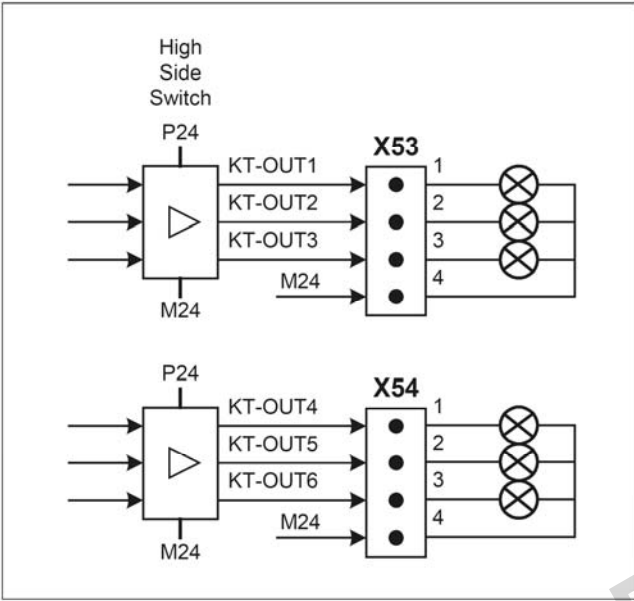 High
Side
Switch
P24
X53
KT-OUT1
1
KT-OUT2
2
KT-OUT3
3
M24
4
M24
P24
X54
KT-OUT4
1
KT-OUT5
2
KT-OUT6
3
M24
4
M24